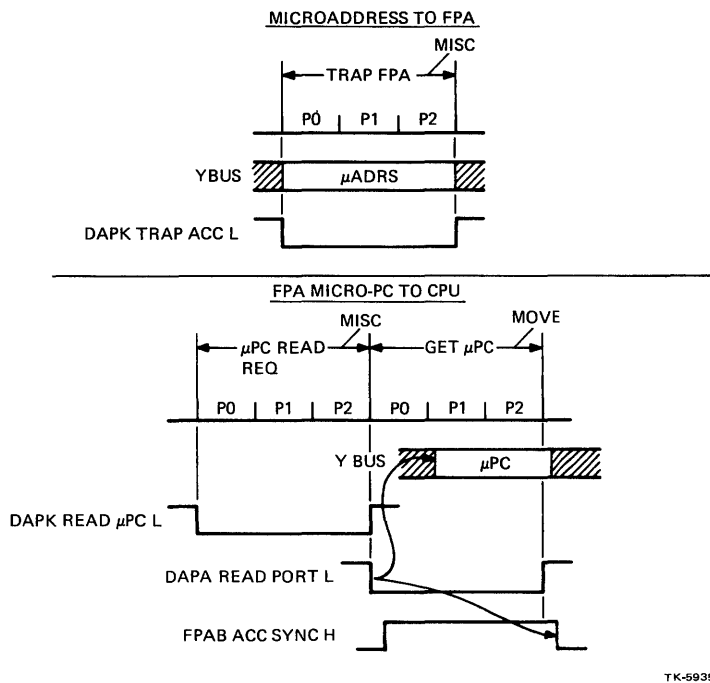 MICROADDRESS TO FPA
MISC
TRAP FPA
P0 P1 P2
YBUS
μADRS
DAPK TRAP ACC L
FPA MICRO-PC TO CPU
MISC
MOVE
μPC READ
REQ
GET μPC
P0 P1 P2 P0 P1 P2
Y BUS
μPC
DAPK READ μPC L
DAPA READ PORT L
FPAB ACC SYNC H
TK-5935